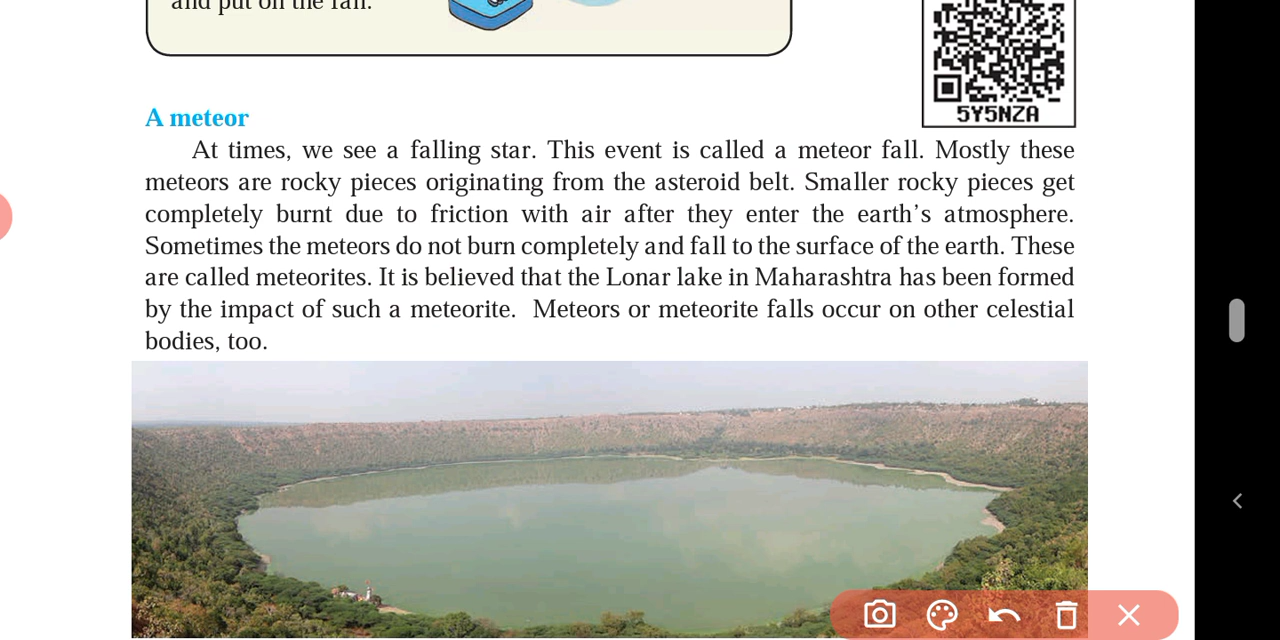 and put on the fan.
5Y5NZA
A meteor
At times, we see a falling star. This event is called a meteor fall. Mostly these
meteors are rocky pieces originating from the asteroid belt. Smaller rocky pieces get
completely burnt due to friction with air after they enter the earth’s atmosphere.
Sometimes the meteors do not burn completely and fall to the surface of the earth. These
are called meteorites. It is believed that the Lonar lake in Maharashtra has been formed
by the impact of such a meteorite.  Meteors or meteorite falls occur on other celestial
bodies, too.